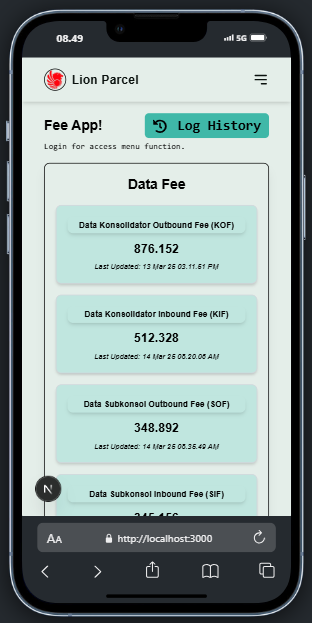 08.49
5G
Lion Parcel
Fee App!
Log History
Login for access menu function.
Data Fee
Data Konsolidator Outbound Fee (KOF)
876.152
Last Updated: 13 Mar 25 03.11.51 PM
Data Konsolidator Inbound Fee (KIF)
512.328
Last Updated: 14 Mar 25 08.20.06 AM
Data Subkonsol Outbound Fee (SOF)
348.892
Last Updated: 14 Mar 25 08.35.49 AM
N
Data Subkonsol Inbound Fee (SIF)
AA
http://localhost:3000